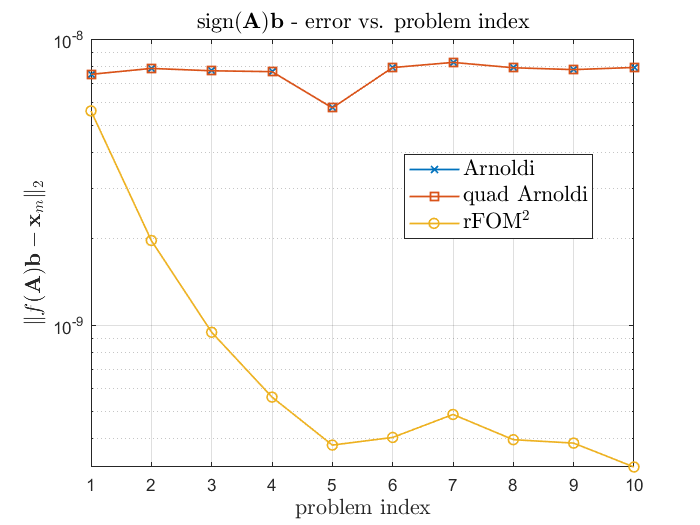 sign(A)b - error vs. problem index
10⁻⁸
10⁻⁹
‖f(A)b − xₘ‖₂
Arnoldi
quad Arnoldi
rFOM²
1 2 3 4 5 6 7 8 9 10
problem index